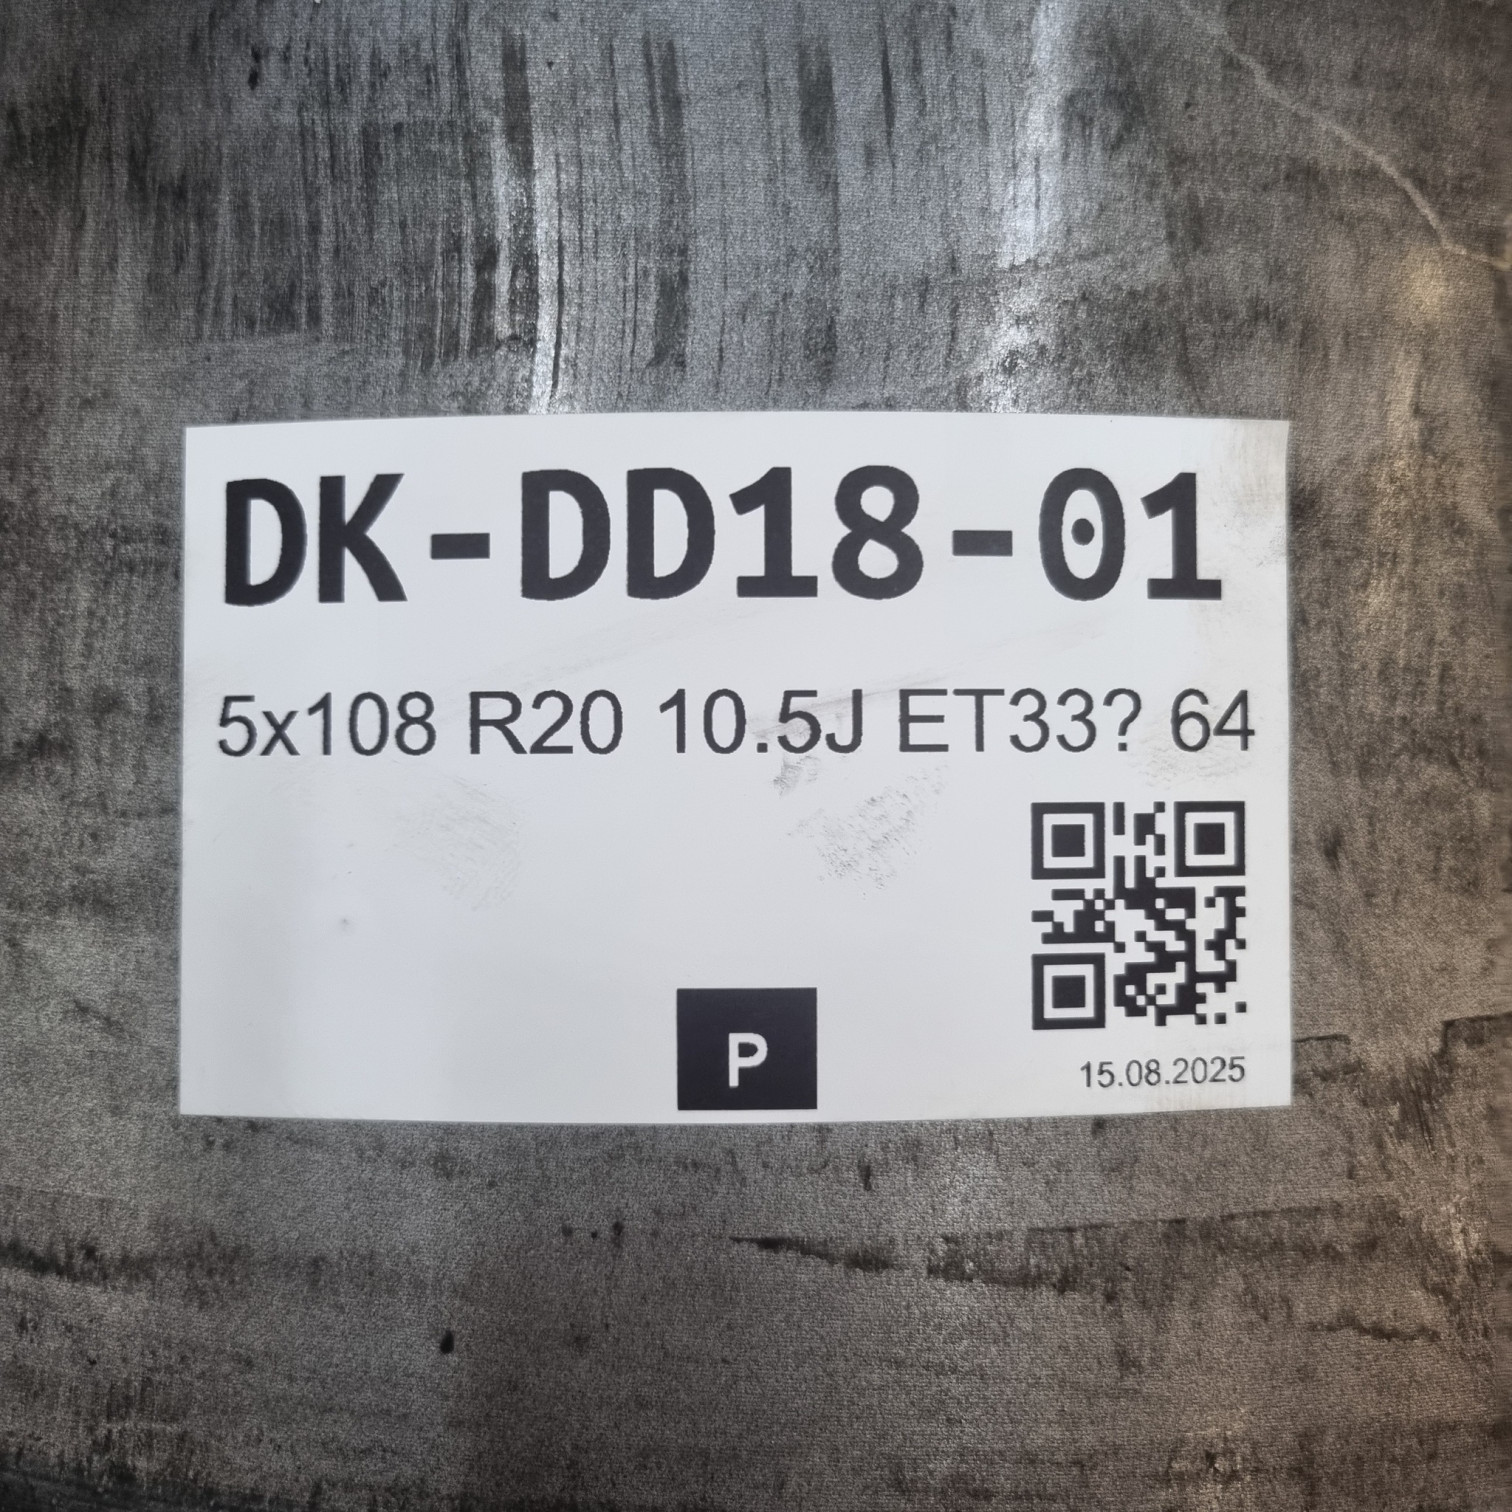 DK-DD18-01
5x108 R20 10.5J ET33? 64
P
15.08.2025